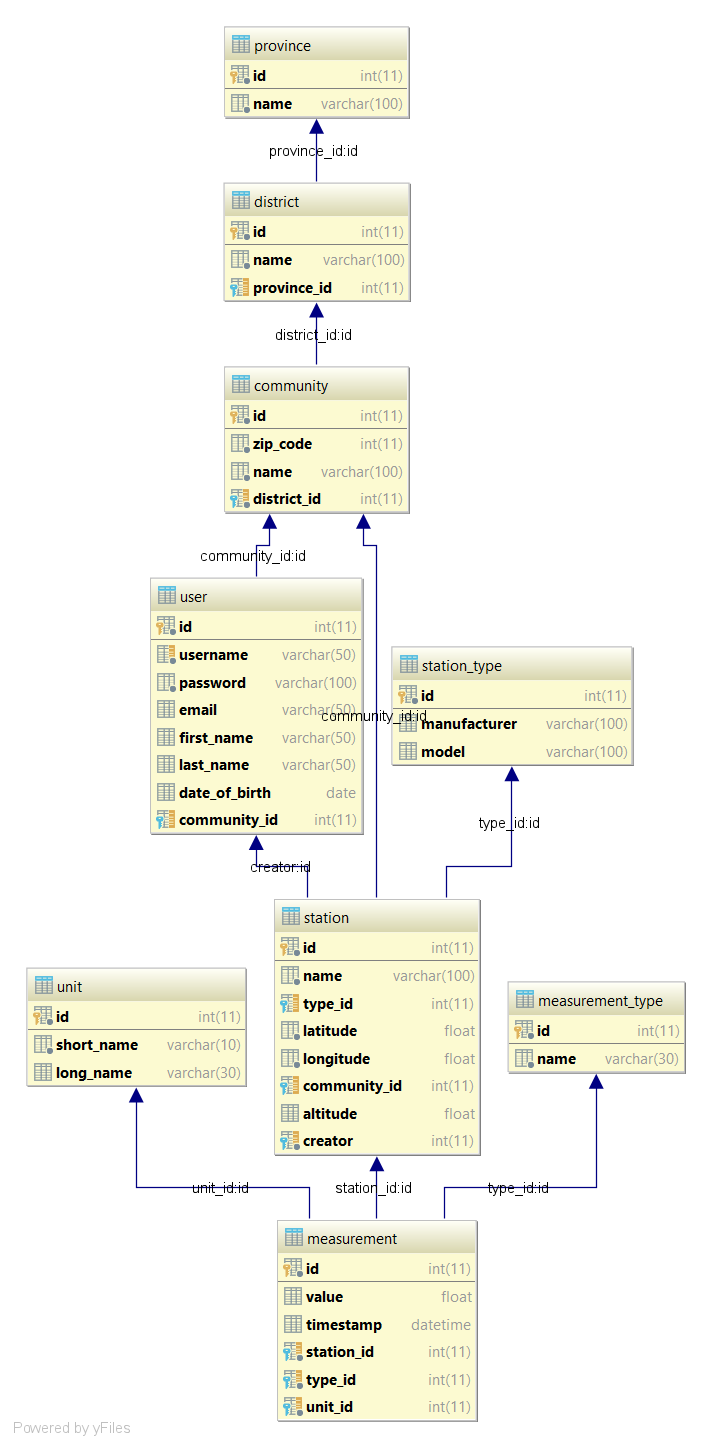 province
id int(11)
name varchar(100)
province_id:id
district
id int(11)
name varchar(100)
province_id int(11)
district_id:id
community
id int(11)
zip_code int(11)
name varchar(100)
district_id int(11)
community_id:id
user
id int(11)
username varchar(50)
password varchar(100)
email varchar(50)
first_name varchar(50)
last_name varchar(50)
date_of_birth date
community_id int(11)
community_id:id
station_type
id int(11)
manufacturer varchar(100)
model varchar(100)
type_id:id
creator:id
station
id int(11)
name varchar(100)
type_id int(11)
latitude float
longitude float
community_id int(11)
altitude float
creator int(11)
unit
id int(11)
short_name varchar(10)
long_name varchar(30)
measurement_type
id int(11)
name varchar(30)
unit_id:id
station_id:id
type_id:id
measurement
id int(11)
value float
timestamp datetime
station_id int(11)
type_id int(11)
unit_id int(11)
Powered by yFiles